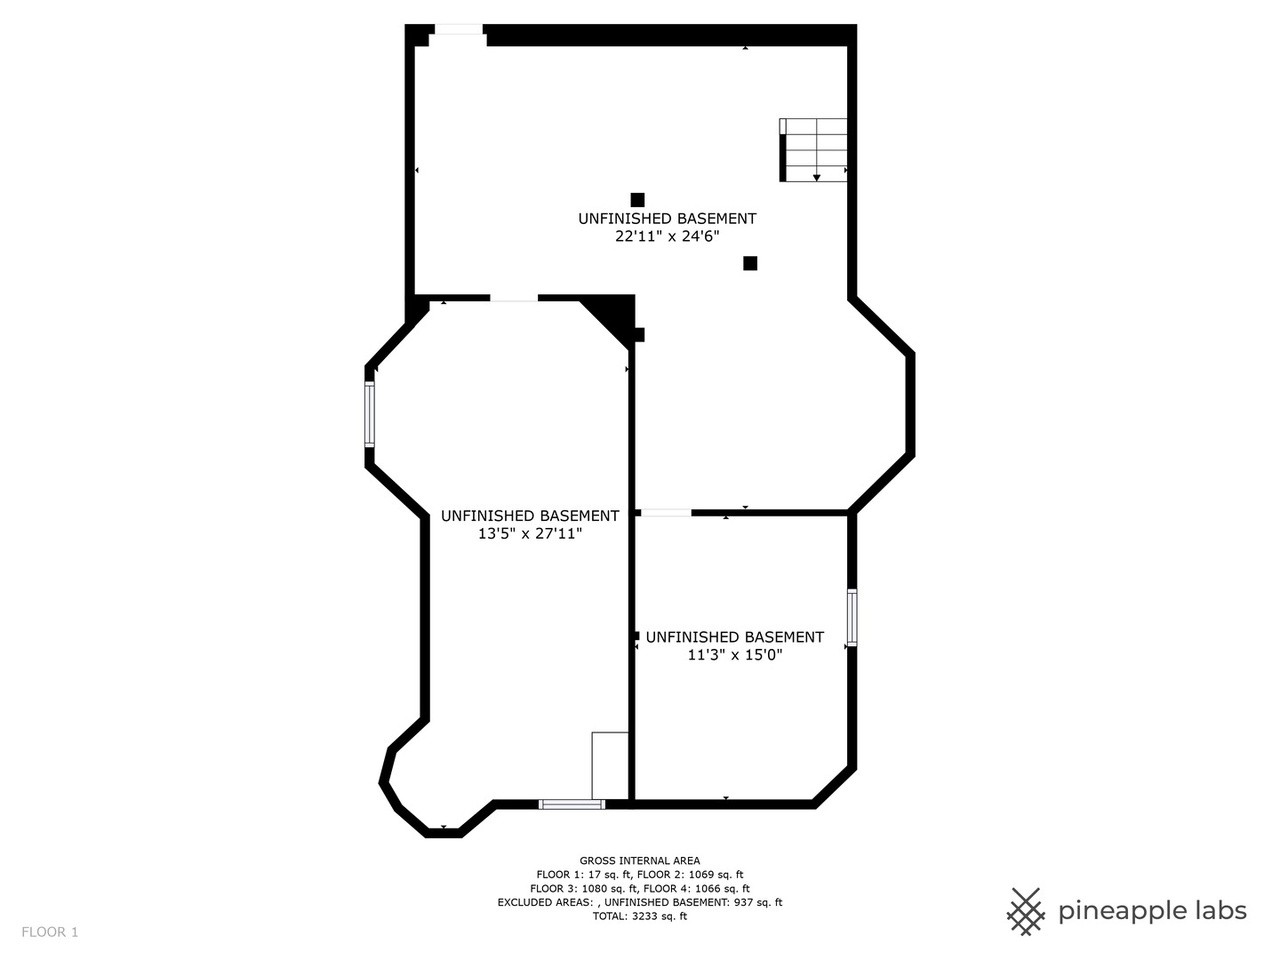 UNFINISHED BASEMENT
22'11" x 24'6"
UNFINISHED BASEMENT
13'5" x 27'11"
UNFINISHED BASEMENT
11'3" x 15'0"
GROSS INTERNAL AREA
FLOOR 1: 17 sq. ft, FLOOR 2: 1069 sq. ft
FLOOR 3: 1080 sq. ft, FLOOR 4: 1066 sq. ft
EXCLUDED AREAS: , UNFINISHED BASEMENT: 937 sq. ft
TOTAL: 3233 sq. ft
FLOOR 1
pineapple labs